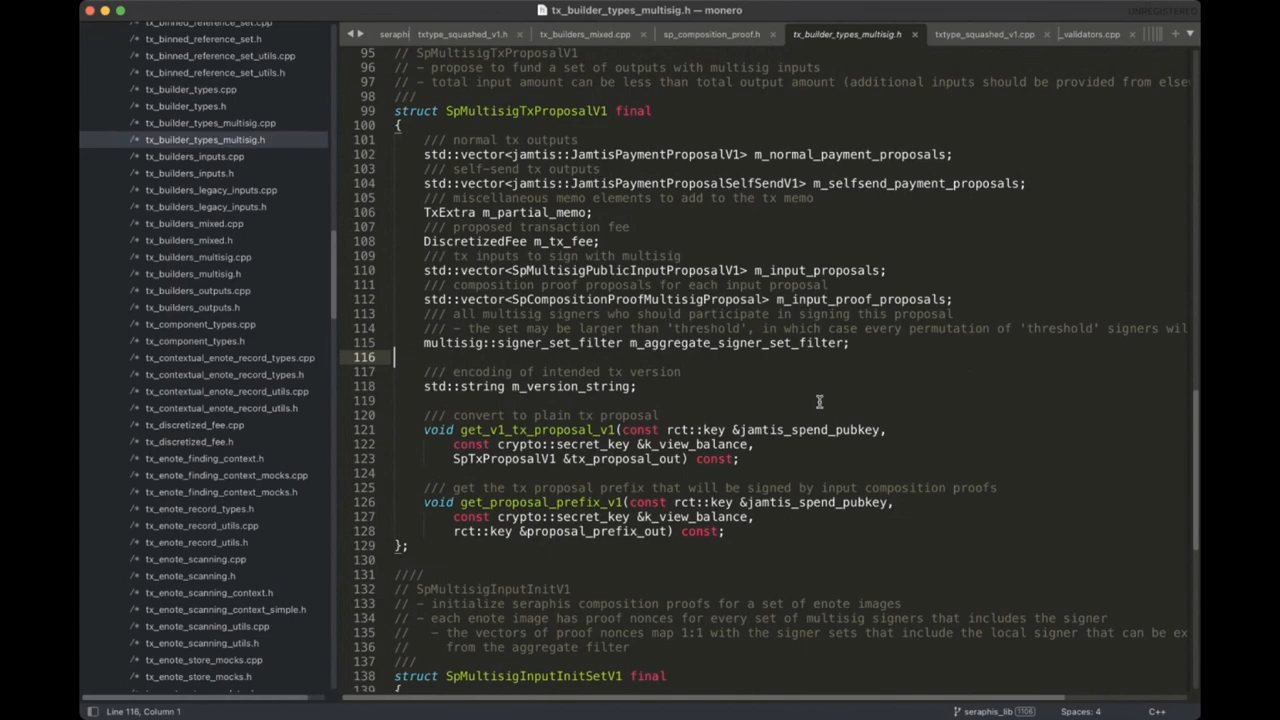 tx_builder_types_multisig.h — monero
UNREGISTERED
seraphi
txtype_squashed_v1.h
tx_builders_mixed.cpp
sp_composition_proof.h
tx_builder_types_multisig.h
txtype_squashed_v1.cpp
_validators.cpp
tx_binned_reference_set.cpp
/* tx_binned_reference_set.h
/* tx_binned_reference_set_utils.cpp
/* tx_binned_reference_set_utils.h
/* tx_builder_types.cpp
/* tx_builder_types.h
/* tx_builder_types_multisig.cpp
/* tx_builder_types_multisig.h
/* tx_builders_inputs.cpp
/* tx_builders_inputs.h
/* tx_builders_legacy_inputs.cpp
/* tx_builders_legacy_inputs.h
/* tx_builders_mixed.cpp
/* tx_builders_mixed.h
/* tx_builders_multisig.cpp
/* tx_builders_multisig.h
/* tx_builders_outputs.cpp
/* tx_builders_outputs.h
/* tx_component_types.cpp
/* tx_component_types.h
/* tx_contextual_enote_record_types.cpp
/* tx_contextual_enote_record_types.h
/* tx_contextual_enote_record_utils.cpp
/* tx_contextual_enote_record_utils.h
/* tx_discretized_fee.cpp
/* tx_discretized_fee.h
/* tx_enote_finding_context.h
/* tx_enote_finding_context_mocks.cpp
/* tx_enote_finding_context_mocks.h
/* tx_enote_record_types.h
/* tx_enote_record_utils.cpp
/* tx_enote_record_utils.h
/* tx_enote_scanning.cpp
/* tx_enote_scanning.h
/* tx_enote_scanning_context.h
/* tx_enote_scanning_context_simple.h
/* tx_enote_scanning_utils.cpp
/* tx_enote_scanning_utils.h
/* tx_enote_store_mocks.cpp
/* tx_enote_store_mocks.h
95 // SpMultisigTxProposalV1
96 // - propose to fund a set of outputs with multisig inputs
97 // - total input amount can be less than total output amount (additional inputs should be provided from else
98 ///
99 struct SpMultisigTxProposalV1 final
100 {
101 /// normal tx outputs
102 std::vector<jamtis::JamtisPaymentProposalV1> m_normal_payment_proposals;
103 /// self-send tx outputs
104 std::vector<jamtis::JamtisPaymentProposalSelfSendV1> m_selfsend_payment_proposals;
105 /// miscellaneous memo elements to add to the tx memo
106 TxExtra m_partial_memo;
107 /// proposed transaction fee
108 DiscretizedFee m_tx_fee;
109 /// tx inputs to sign with multisig
110 std::vector<SpMultisigPublicInputProposalV1> m_input_proposals;
111 /// composition proof proposals for each input proposal
112 std::vector<SpCompositionProofMultisigProposal> m_input_proof_proposals;
113 /// all multisig signers who should participate in signing this proposal
114 /// - the set may be larger than 'threshold', in which case every permutation of 'threshold' signers wil
115 multisig::signer_set_filter m_aggregate_signer_set_filter;
116
117 /// encoding of intended tx version
118 std::string m_version_string;
119
120 /// convert to plain tx proposal
121 void get_v1_tx_proposal_v1(const rct::key &jamtis_spend_pubkey,
122 const crypto::secret_key &k_view_balance,
123 SpTxProposalV1 &tx_proposal_out) const;
124
125 /// get the tx proposal prefix that will be signed by input composition proofs
126 void get_proposal_prefix_v1(const rct::key &jamtis_spend_pubkey,
127 const crypto::secret_key &k_view_balance,
128 rct::key &proposal_prefix_out) const;
129 };
130
131 ////
132 // SpMultisigInputInitV1
133 // - initialize seraphis composition proofs for a set of enote images
134 // - each enote image has proof nonces for every set of multisig signers that includes the signer
135 // - the vectors of proof nonces map 1:1 with the signer sets that include the local signer that can be ex
136 // from the aggregate filter
137 ///
138 struct SpMultisigInputInitSetV1 final
139 {
Line 116, Column 1
seraphis_lib 1106
Spaces: 4
C++